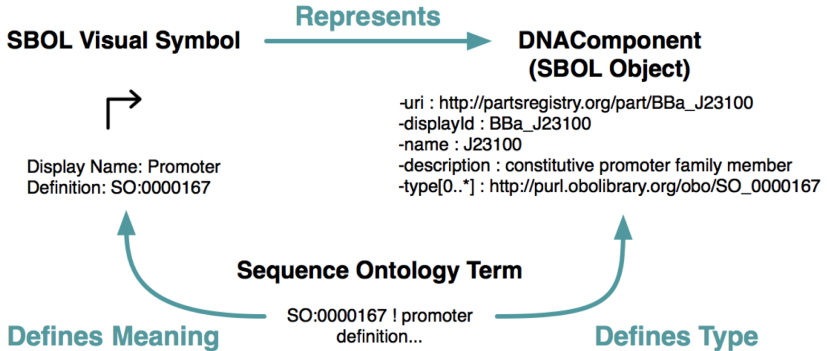 Represents
SBOL Visual Symbol
DNAComponent
(SBOL Object)
Display Name: Promoter
Definition: SO:0000167
-uri : http://partsregistry.org/part/BBa_J23100
-displayId : BBa_J23100
-name : J23100
-description : constitutive promoter family member
-type[0..*] : http://purl.obolibrary.org/obo/SO_0000167
Sequence Ontology Term
SO:0000167 ! promoter
definition...
Defines Meaning
Defines Type